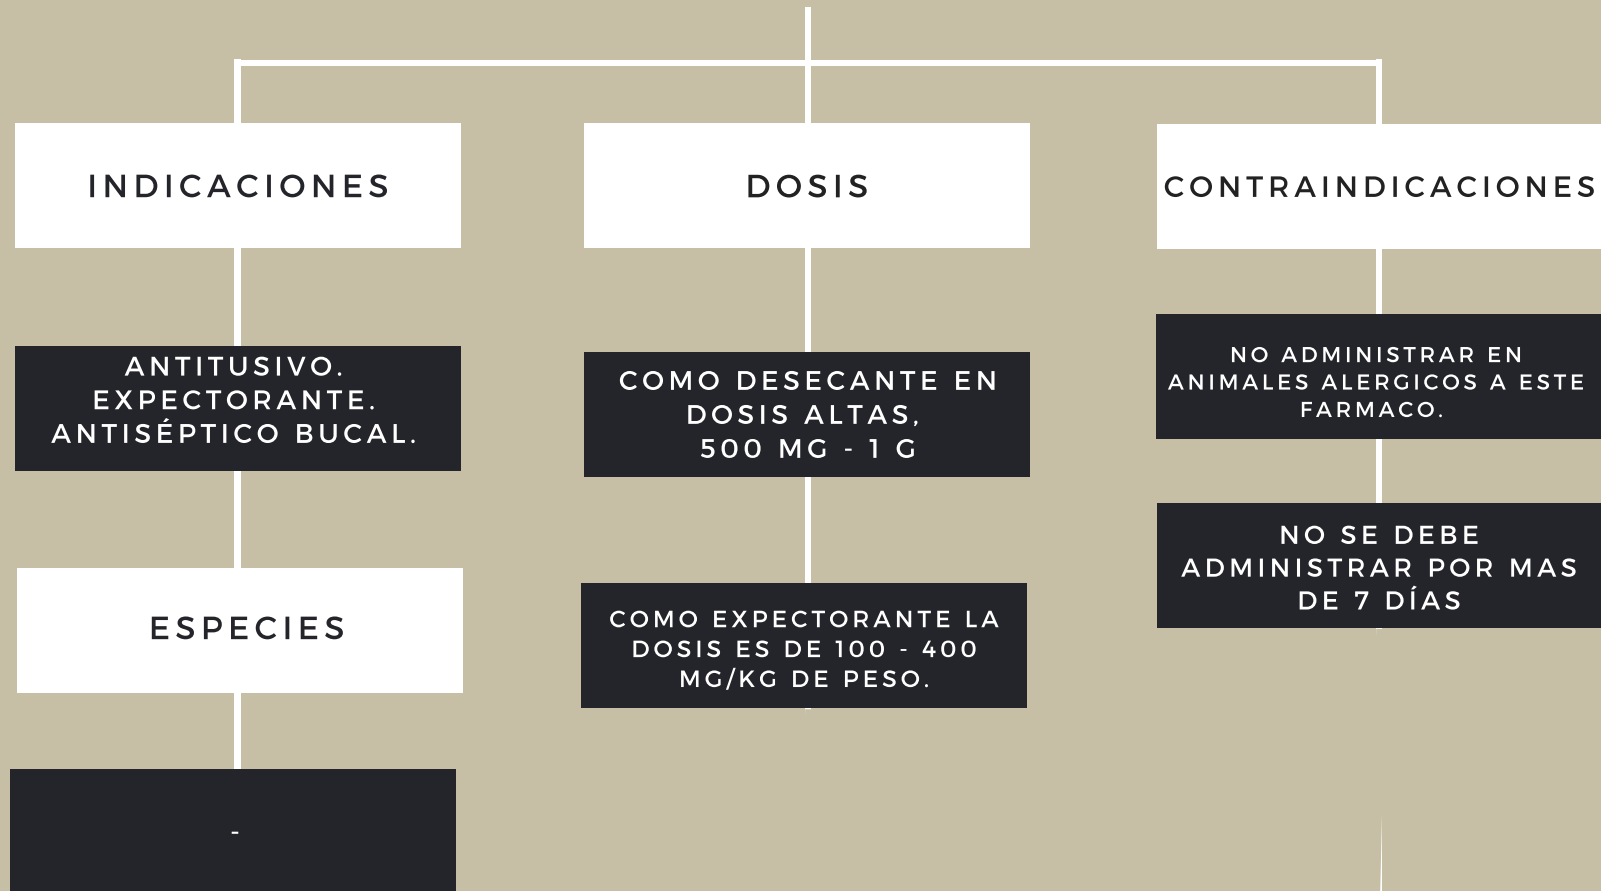 INDICACIONES
ANTITUSIVO.
EXPECTORANTE.
ANTISÉPTICO BUCAL.
ESPECIES
-
DOSIS
COMO DESECANTE EN
DOSIS ALTAS,
500 MG - 1 G
COMO EXPECTORANTE LA
DOSIS ES DE 100 - 400
MG/KG DE PESO.
CONTRAINDICACIONES
NO ADMINISTRAR EN
ANIMALES ALERGICOS A ESTE
FARMACO.
NO SE DEBE
ADMINISTRAR POR MAS
DE 7 DÍAS